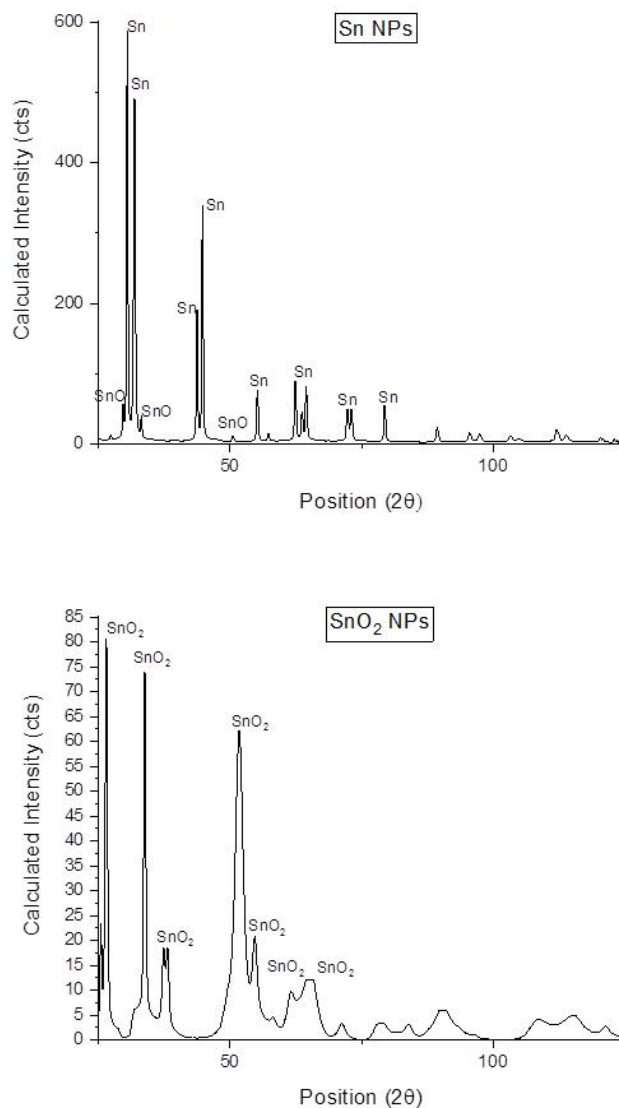 Sn NPs
600
400
200
0
Calculated Intensity (cts)
Sn
Sn
Sn
Sn
SnO
SnO
SnO
Sn
Sn
Sn
Sn
50
100
Position (2θ)
SnO₂ NPs
85
80
75
70
65
60
55
50
45
40
35
30
25
20
15
10
5
0
Calculated Intensity (cts)
SnO₂
SnO₂
SnO₂
SnO₂
SnO₂
SnO₂
SnO₂
50
100
Position (2θ)